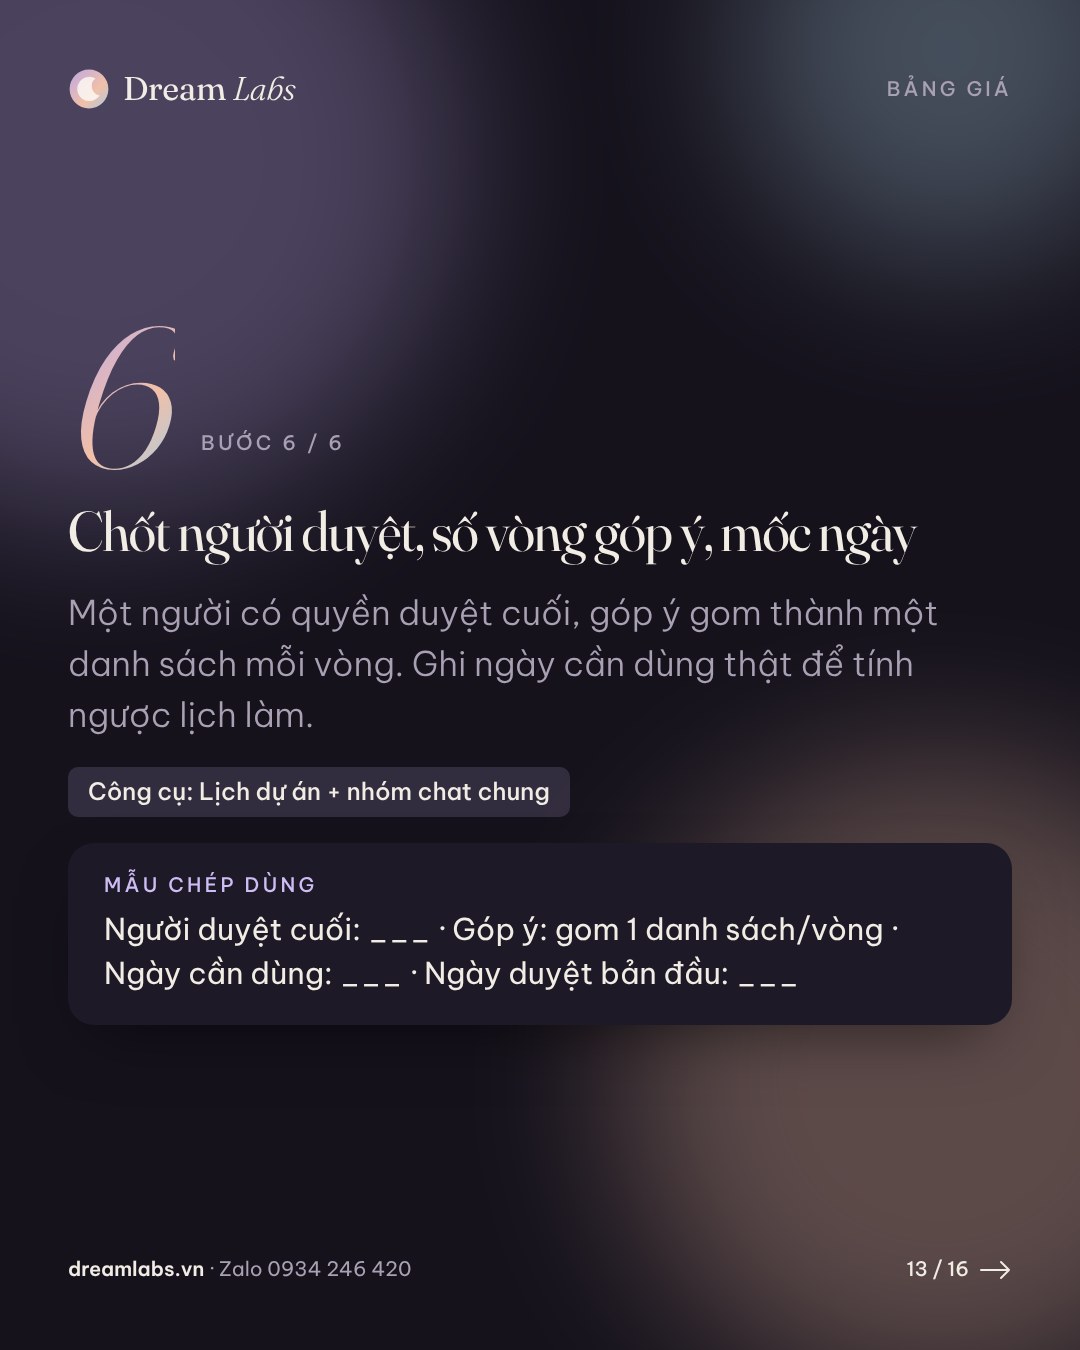 Dream Labs
BẢNG GIÁ
6
BƯỚC 6 / 6
Chốt người duyệt, số vòng góp ý, mốc ngày
Một người có quyền duyệt cuối, góp ý gom thành một
danh sách mỗi vòng. Ghi ngày cần dùng thật để tính
ngược lịch làm.
Công cụ: Lịch dự án + nhóm chat chung
MẪU CHÉP DÙNG
Người duyệt cuối: _ _ _ · Góp ý: gom 1 danh sách/vòng ·
Ngày cần dùng: _ _ _ · Ngày duyệt bản đầu: _ _ _
dreamlabs.vn · Zalo 0934 246 420
13 / 16 →